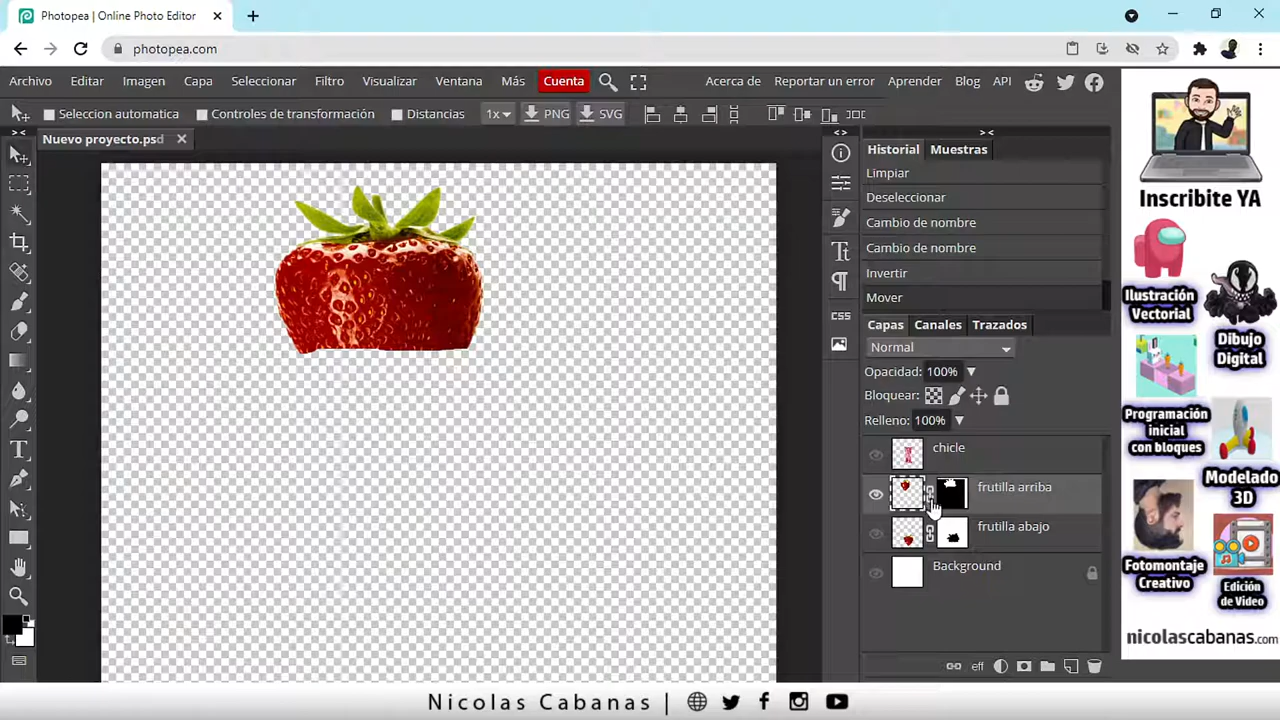 Photopea | Online Photo Editor
photopea.com
Archivo Editar Imagen Capa Seleccionar Filtro Visualizar Ventana Más Cuenta Acerca de Reportar un error Aprender Blog API
Seleccion automatica Controles de transformación Distancias 1x PNG SVG
Nuevo proyecto.psd
Historial Muestras
Limpiar
Deseleccionar
Cambio de nombre
Cambio de nombre
Invertir
Mover
CSS
Capas Canales Trazados
Normal
Opacidad: 100%
Bloquear:
Relleno: 100%
chicle
frutilla arriba
frutilla abajo
Background
eff
Inscribite YA
Ilustración
Vectorial
Dibujo
Digital
Programación
inicial
con bloques
Modelado
3D
Fotomontaje
Creativo
Edición
de Video
nicolascabanas.com
Nicolas Cabanas |